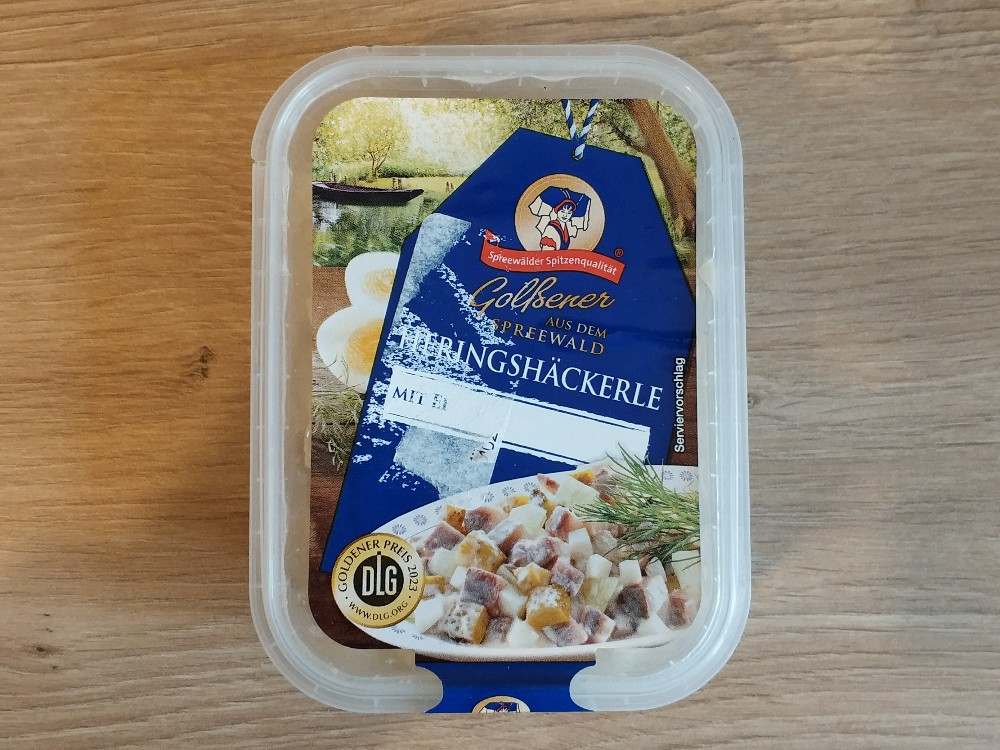 Spreewälder Spitzenqualität®
Golßener
AUS DEM
SPREEWALD
HERINGSHÄCKERLE
MIT EI
Serviervorschlag
GOLDENER PREIS 2023
DLG
WWW.DLG.ORG